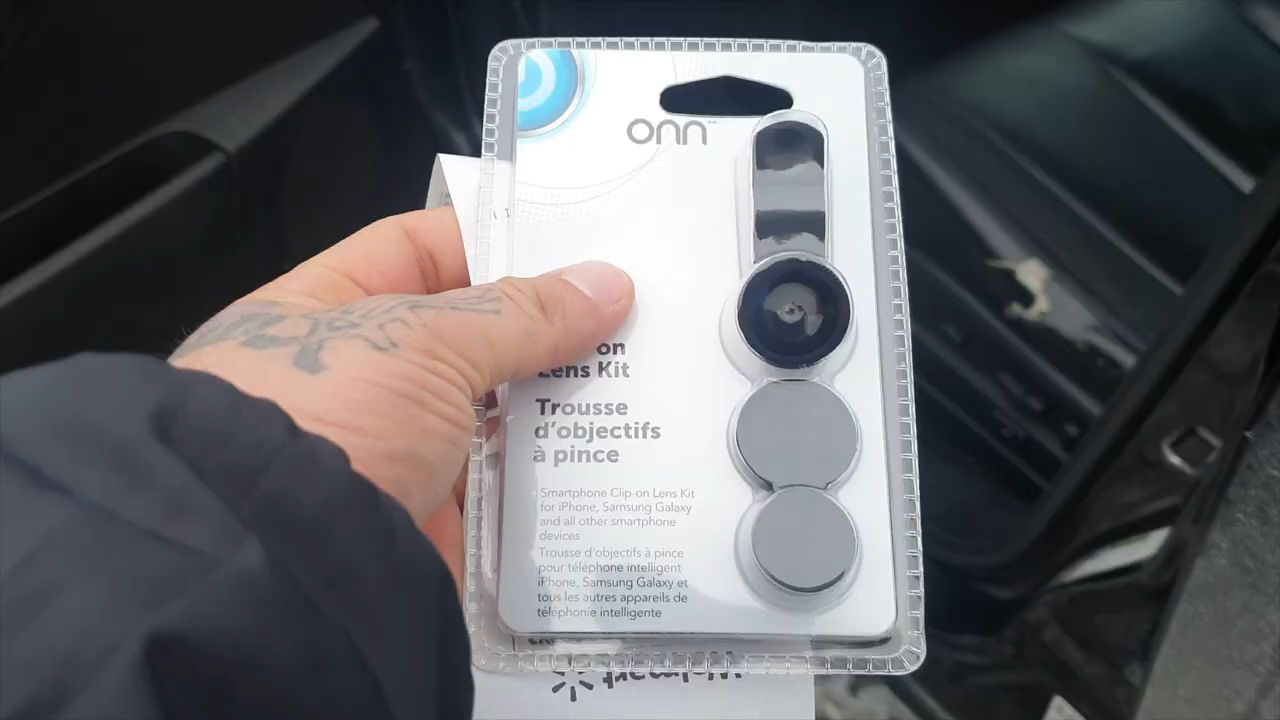 onn
on
Lens Kit
Trousse
d'objectifs
à pince
Smartphone Clip-on Lens Kit
for iPhone, Samsung Galaxy
and all other smartphone
devices
Trousse d'objectifs à pince
pour téléphone intelligent
iPhone, Samsung Galaxy et
tous les autres appareils de
téléphonie intelligente
Walmart